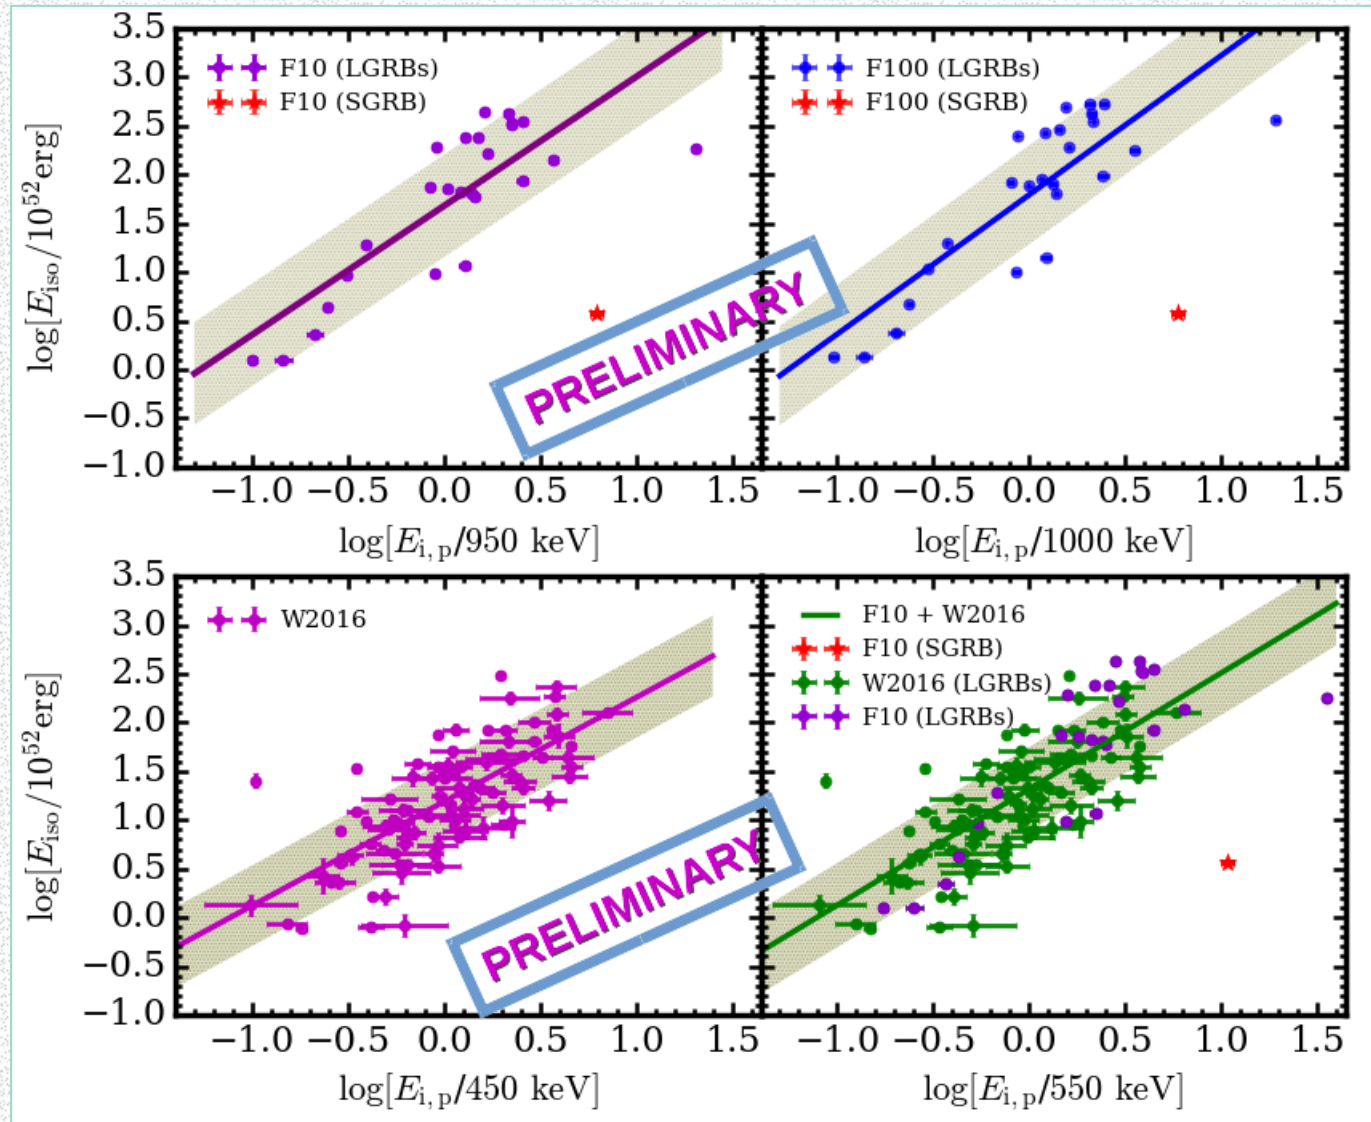 3.5
3.0
2.5
2.0
1.5
1.0
0.5
0.0
−0.5
−1.0
log[E_iso/10^52erg]
F10 (LGRBs)
F10 (SGRB)
−1.0 −0.5 0.0 0.5 1.0
log[E_i,p/950 keV]
F100 (LGRBs)
F100 (SGRB)
−1.0 −0.5 0.0 0.5 1.0 1.5
log[E_i,p/1000 keV]
PRELIMINARY
3.5
3.0
2.5
2.0
1.5
1.0
0.5
0.0
−0.5
−1.0
log[E_iso/10^52erg]
W2016
−1.0 −0.5 0.0 0.5 1.0
log[E_i,p/450 keV]
F10 + W2016
F10 (SGRB)
W2016 (LGRBs)
F10 (LGRBs)
−1.0 −0.5 0.0 0.5 1.0 1.5
log[E_i,p/550 keV]
PRELIMINARY